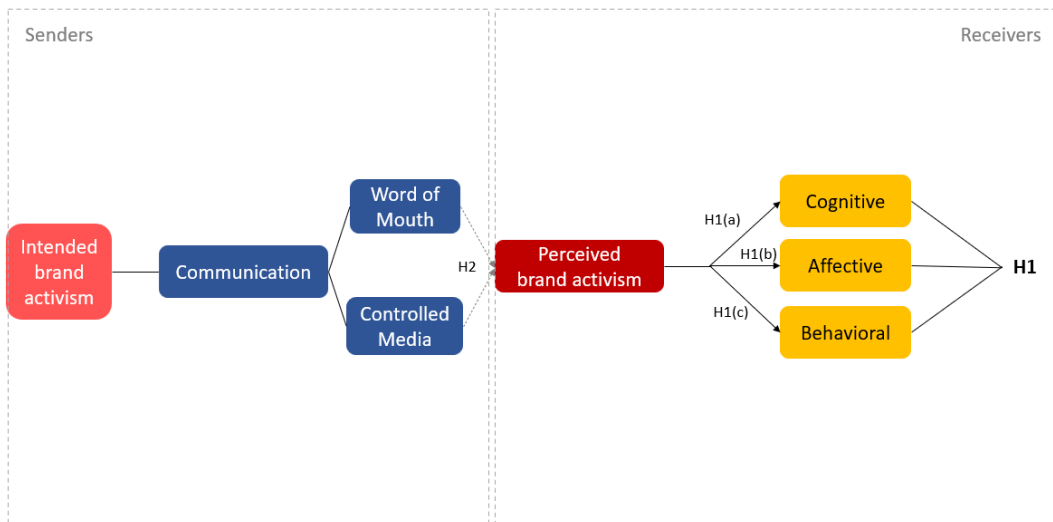 Senders
Receivers
Intended
brand
activism
Communication
Word of
Mouth
Controlled
Media
H2
Perceived
brand activism
H1(a)
H1(b)
H1(c)
Cognitive
Affective
Behavioral
H1